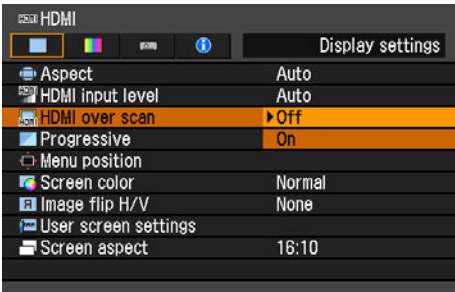 HDMI HDMI
Display settings
Aspect Auto
HDMI input level Auto
HDMI over scan Off
Progressive On
Menu position
Screen color Normal
Image flip H/V None
User screen settings
Screen aspect 16:10